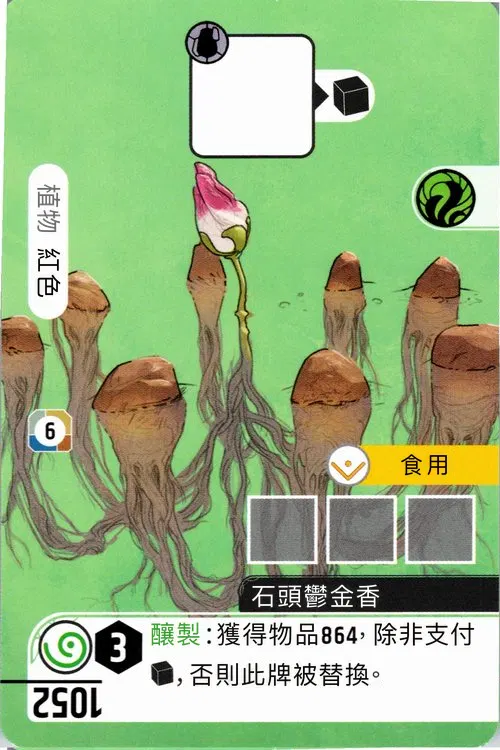 植物 紅色
6
食用
石頭鬱金香
3
釀製：獲得物品864，除非支付
，否則此牌被替換。
1052